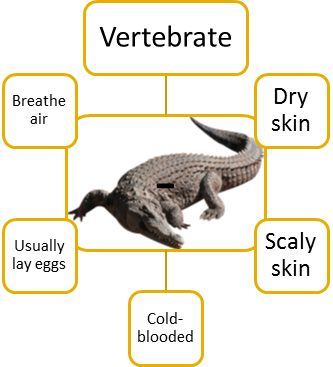 Vertebrate
Breathe
air
Dry
skin
Usually
lay eggs
Scaly
skin
Cold-
blooded